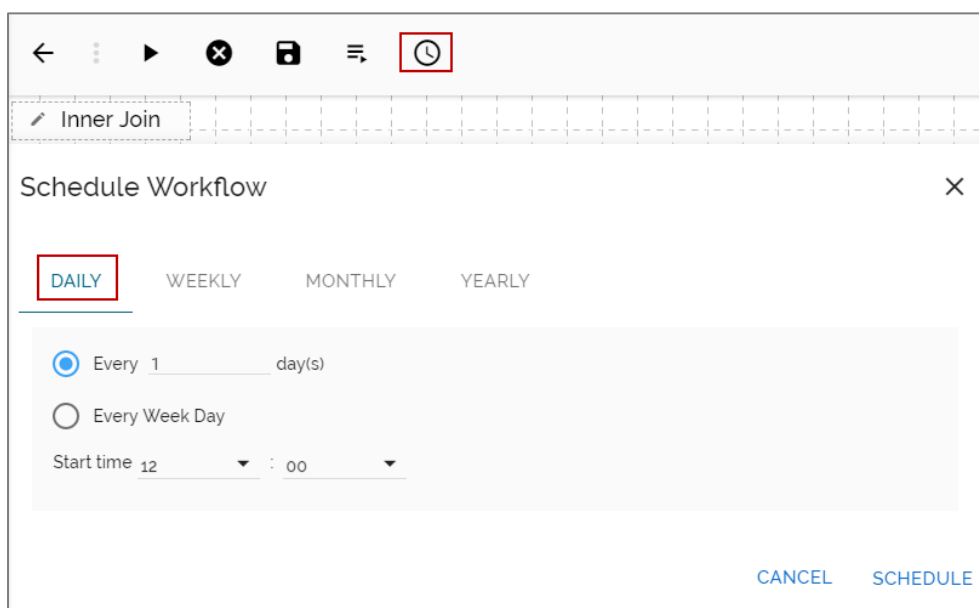 Inner Join
Schedule Workflow
DAILY WEEKLY MONTHLY YEARLY
Every 1 day(s)
Every Week Day
Start time 12 : 00
CANCEL SCHEDULE